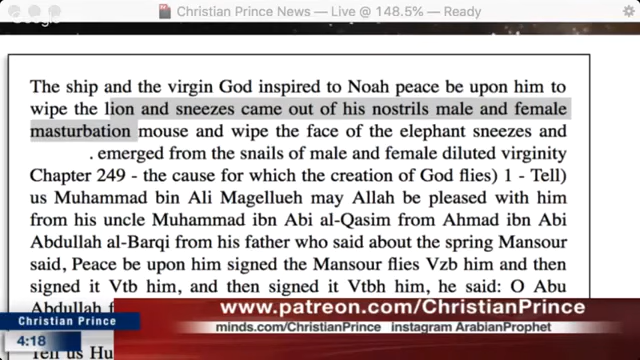 Christian Prince News — Live @ 148.5% — Ready
The ship and the virgin God inspired to Noah peace be upon him to
wipe the lion and sneezes came out of his nostrils male and female
masturbation mouse and wipe the face of the elephant sneezes and
. emerged from the snails of male and female diluted virginity
Chapter 249 - the cause for which the creation of God flies) 1 - Tell)
us Muhammad bin Ali Magellueh may Allah be pleased with him
from his uncle Muhammad ibn Abi al-Qasim from Ahmad ibn Abi
Abdullah al-Barqi from his father who said about the spring Mansour
said, Peace be upon him signed the Mansour flies Vzb him and then
signed it Vtb him, and then signed it Vtbh him, he said: O Abu
Abdullah
www.patreon.com/ChristianPrince
Christian Prince
minds.com/ChristianPrince instagram ArabianProphet
4:18
Tell us Hu